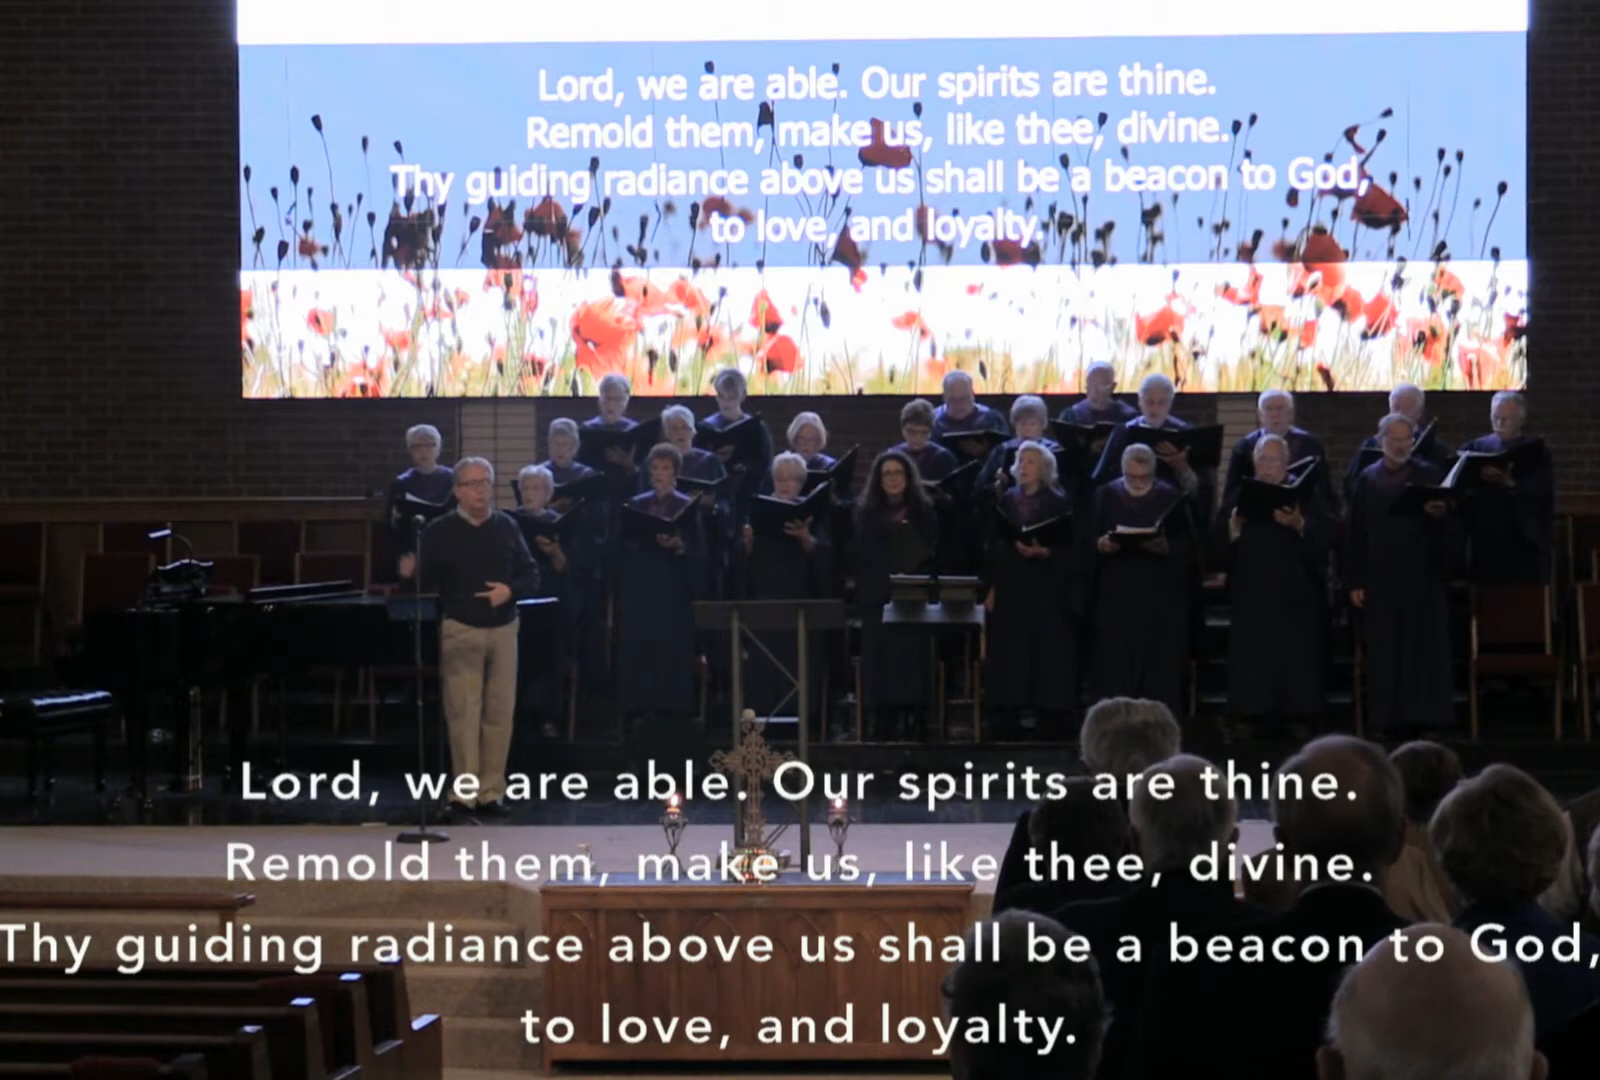 Lord, we are able. Our spirits are thine.
Remold them, make us, like thee, divine.
Thy guiding radiance above us shall be a beacon to God,
to love, and loyalty.
Lord, we are able. Our spirits are thine.
Remold them, make us, like thee, divine.
Thy guiding radiance above us shall be a beacon to God,
to love, and loyalty.